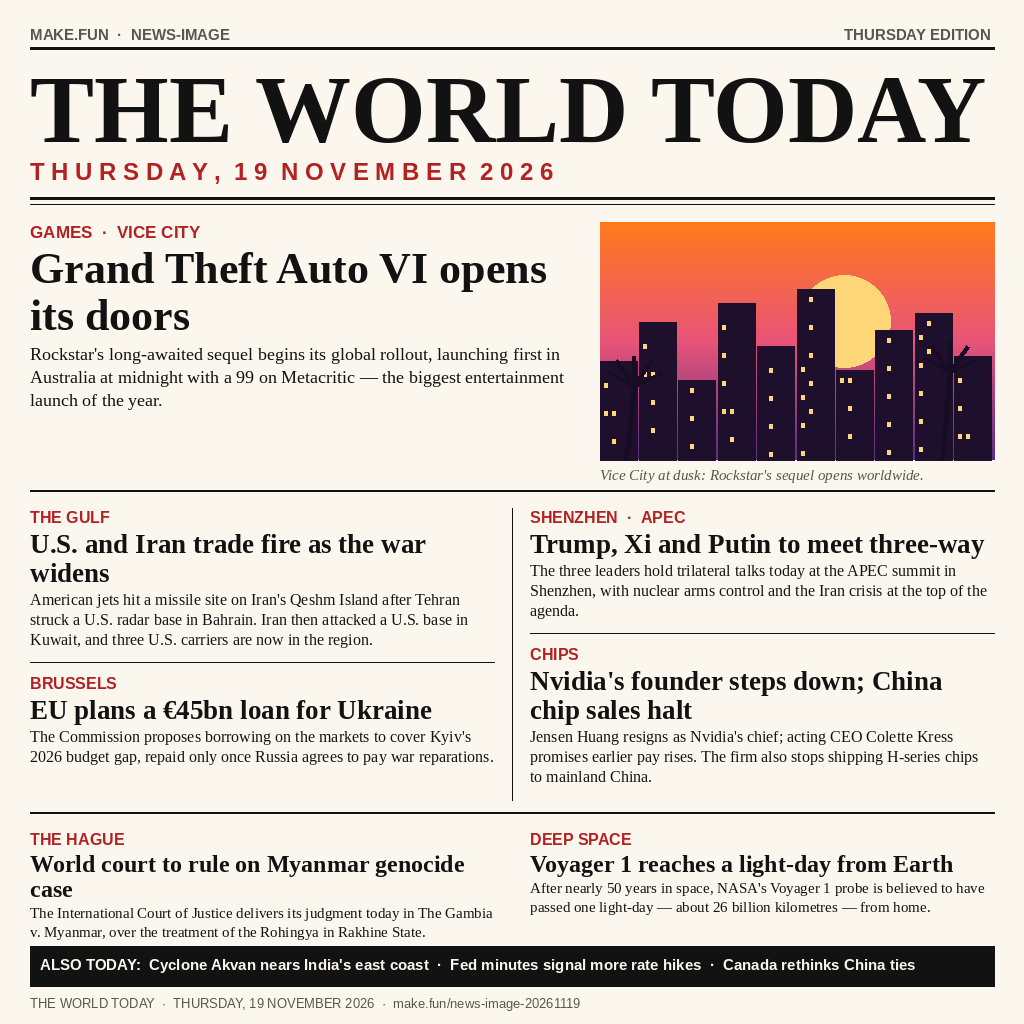 MAKE.FUN · NEWS-IMAGE
THURSDAY EDITION
THE WORLD TODAY
THURSDAY, 19 NOVEMBER 2026
GAMES · VICE CITY
Grand Theft Auto VI opens
its doors
Rockstar's long-awaited sequel begins its global rollout, launching first in
Australia at midnight with a 99 on Metacritic — the biggest entertainment
launch of the year.
Vice City at dusk: Rockstar's sequel opens worldwide.
THE GULF
U.S. and Iran trade fire as the war
widens
American jets hit a missile site on Iran's Qeshm Island after Tehran
struck a U.S. radar base in Bahrain. Iran then attacked a U.S. base in
Kuwait, and three U.S. carriers are now in the region.
BRUSSELS
EU plans a €45bn loan for Ukraine
The Commission proposes borrowing on the markets to cover Kyiv's
2026 budget gap, repaid only once Russia agrees to pay war reparations.
SHENZHEN · APEC
Trump, Xi and Putin to meet three-way
The three leaders hold trilateral talks today at the APEC summit in
Shenzhen, with nuclear arms control and the Iran crisis at the top of the
agenda.
CHIPS
Nvidia's founder steps down; China
chip sales halt
Jensen Huang resigns as Nvidia's chief; acting CEO Colette Kress
promises earlier pay rises. The firm also stops shipping H-series chips
to mainland China.
THE HAGUE
World court to rule on Myanmar genocide
case
The International Court of Justice delivers its judgment today in The Gambia
v. Myanmar, over the treatment of the Rohingya in Rakhine State.
DEEP SPACE
Voyager 1 reaches a light-day from Earth
After nearly 50 years in space, NASA's Voyager 1 probe is believed to have
passed one light-day — about 26 billion kilometres — from home.
ALSO TODAY: Cyclone Akvan nears India's east coast · Fed minutes signal more rate hikes · Canada rethinks China ties
THE WORLD TODAY · THURSDAY, 19 NOVEMBER 2026 · make.fun/news-image-20261119